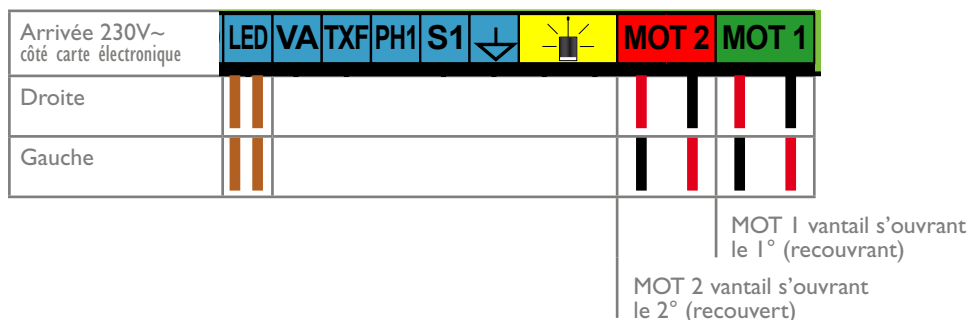 Arrivée 230V~
côté carte électronique
LED VA TXF PH1 S1 MOT 2 MOT 1
Droite
Gauche
MOT 1 vantail s'ouvrant
le 1° (recouvrant)
MOT 2 vantail s'ouvrant
le 2° (recouvert)